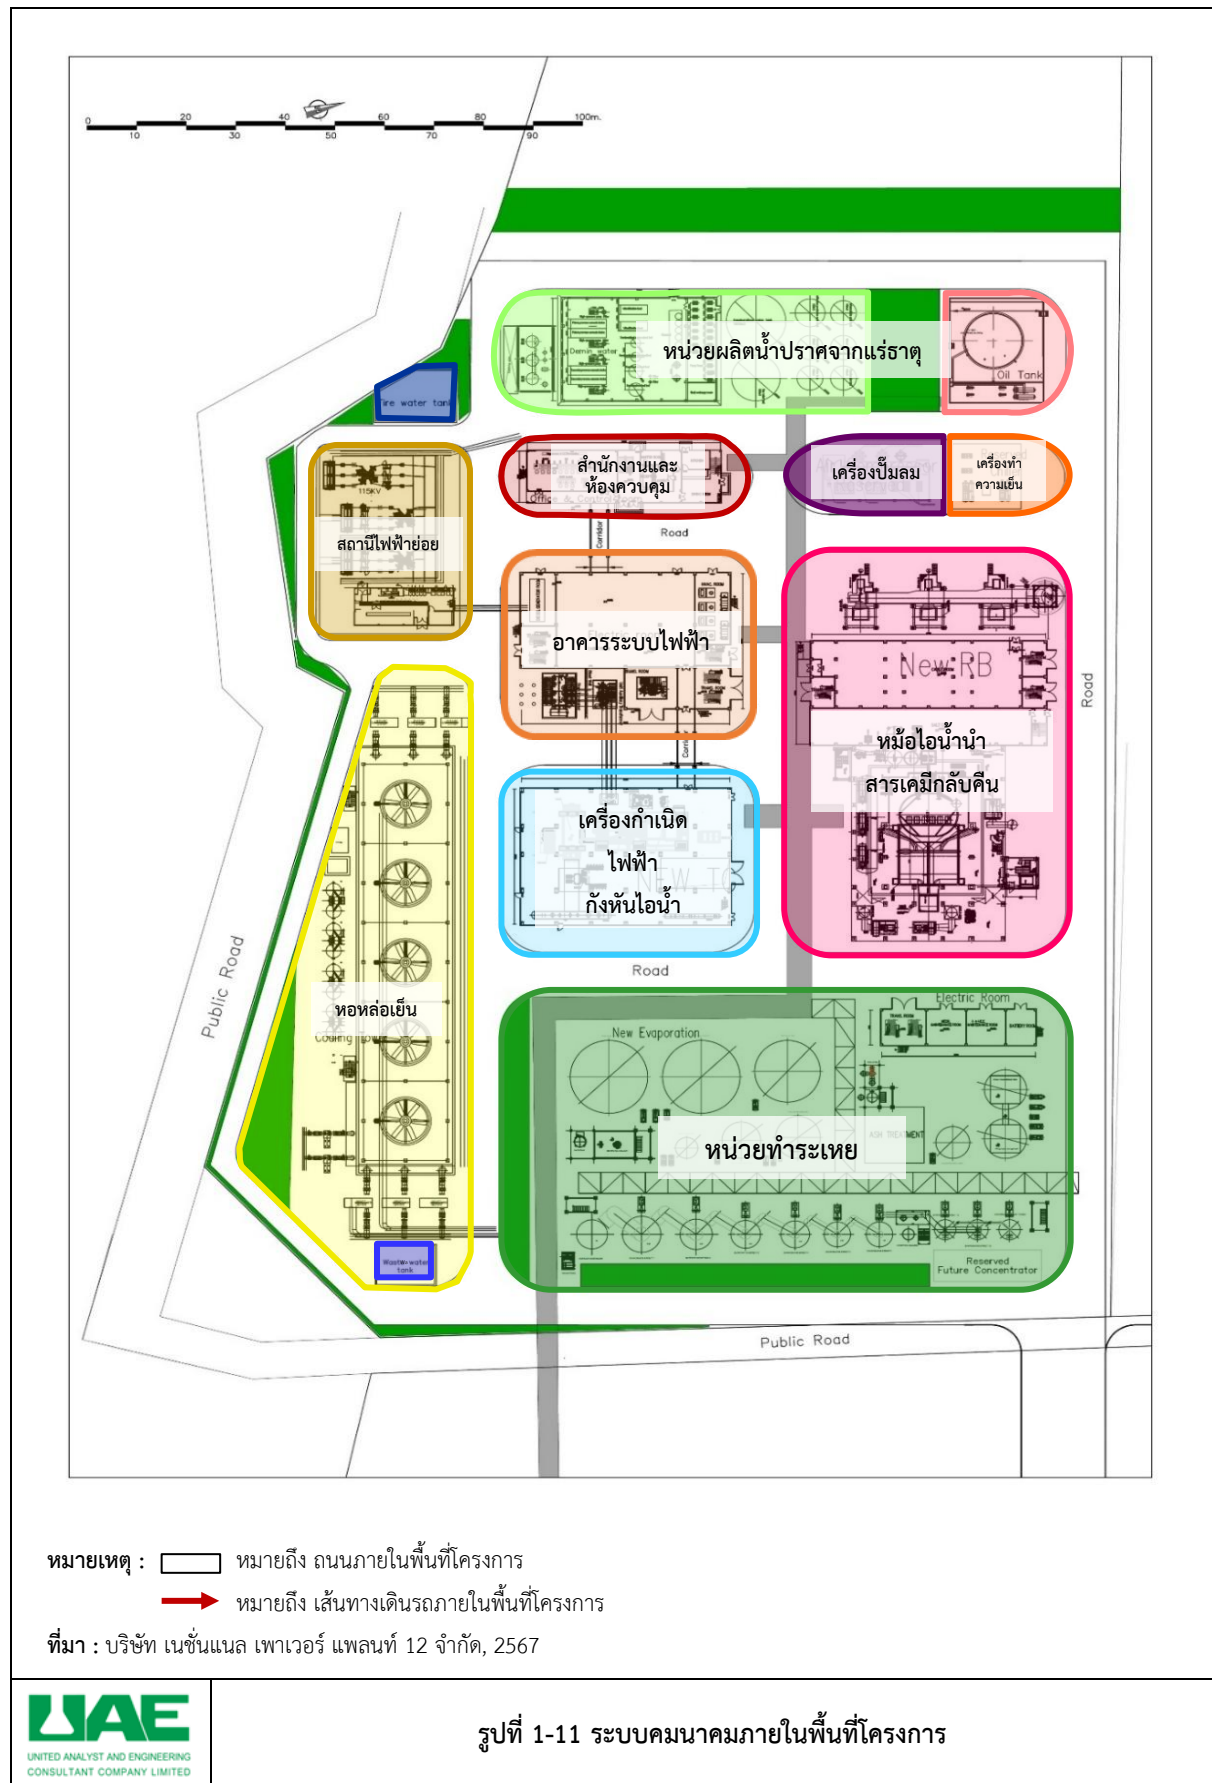 0 20 40 60 80 100m.
10 30 50 70 90
หน่วยผลิตน้ำปราศจากแร่ธาตุ
Demin water
Oil Tank
Fire water tank
สำนักงานและ
ห้องควบคุม
Office & Control
เครื่องปั๊มลม
เครื่องทำ
ความเย็น
115KV
สถานีไฟฟ้าย่อย
Corridor
Road
อาคารระบบไฟฟ้า
New RB
Road
Corridor
หม้อไอน้ำนำ
สารเคมีกลับคืน
เครื่องกำเนิด
ไฟฟ้า
กังหันไอน้ำ
NEW TG
Road
Public Road
หอหล่อเย็น
Cooling
Electric Room
New Evaporation
ASH TREATMENT
หน่วยทำระเหย
Waste water
tank
Reserved
Future Concentrator
Public Road
หมายเหตุ : หมายถึง ถนนภายในพื้นที่โครงการ
หมายถึง เส้นทางเดินรถภายในพื้นที่โครงการ
ที่มา : บริษัท เนชั่นแนล เพาเวอร์ แพลนท์ 12 จำกัด, 2567
UAE
UNITED ANALYST AND ENGINEERING
CONSULTANT COMPANY LIMITED
รูปที่ 1-11 ระบบคมนาคมภายในพื้นที่โครงการ